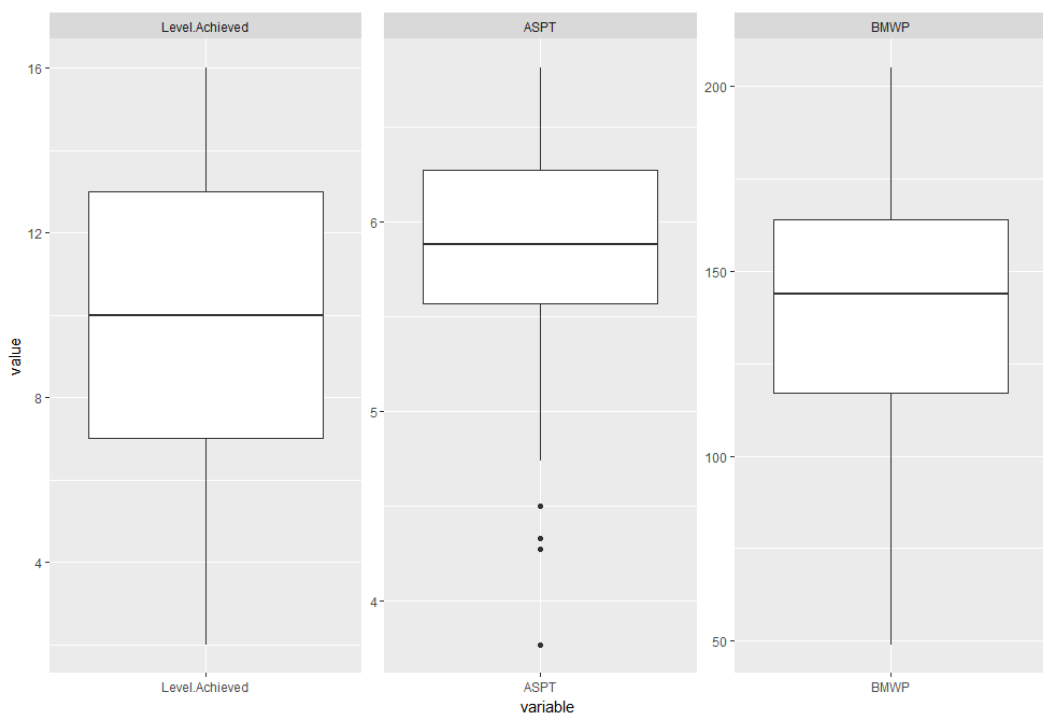 Level.Achieved
ASPT
BMWP
value
16
12
8
4
6
5
4
200
150
100
50
Level.Achieved
ASPT
BMWP
variable